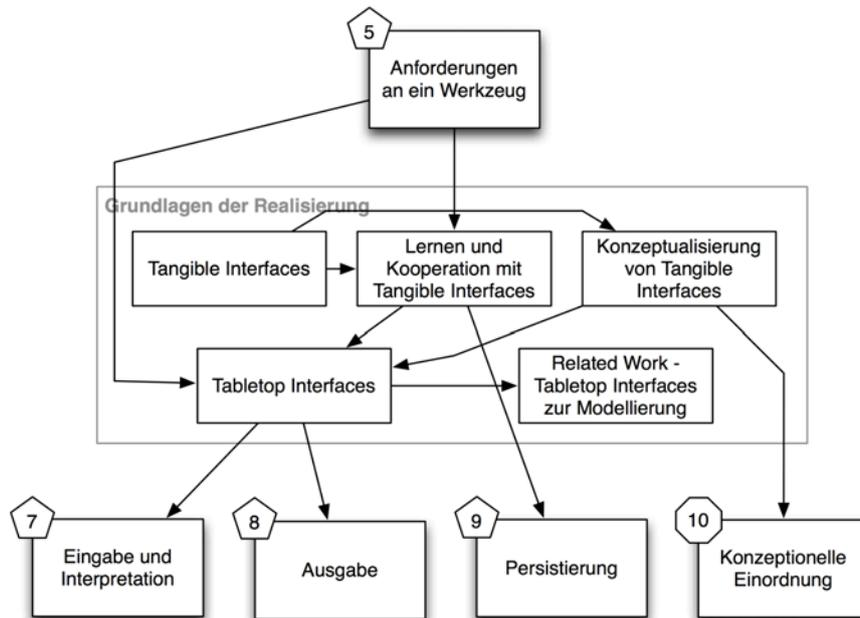 5
Anforderungen
an ein Werkzeug
Grundlagen der Realisierung
Tangible Interfaces
Lernen und
Kooperation mit
Tangible Interfaces
Konzeptualisierung
von Tangible
Interfaces
Tabletop Interfaces
Related Work -
Tabletop Interfaces
zur Modellierung
7
Eingabe und
Interpretation
8
Ausgabe
9
Persistierung
10
Konzeptionelle
Einordnung